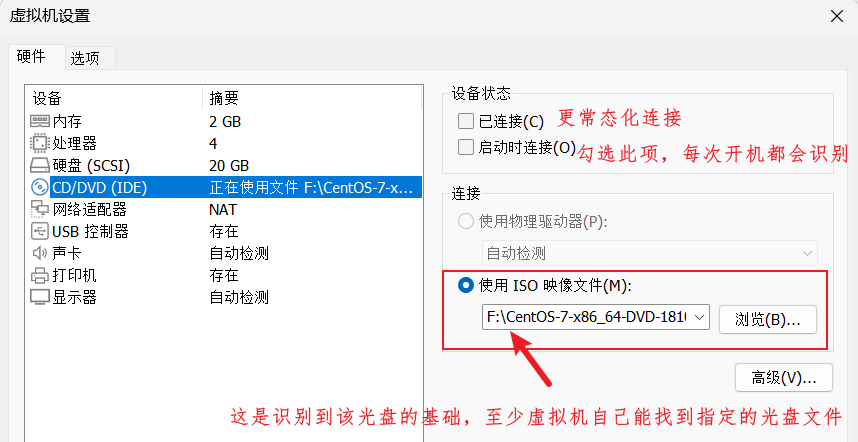 虚拟机设置
硬件 选项
设备 摘要
内存 2 GB
处理器 4
硬盘 (SCSI) 20 GB
CD/DVD (IDE) 正在使用文件 F:\CentOS-7-x...
网络适配器 NAT
USB 控制器 存在
声卡 自动检测
打印机 存在
显示器 自动检测
设备状态
已连接(C) 更常态化连接
启动时连接(O) 勾选此项，每次开机都会识别
连接
使用物理驱动器(P):
自动检测
使用 ISO 映像文件(M):
F:\CentOS-7-x86_64-DVD-181 浏览(B)...
高级(V)...
这是识别到该光盘的基础，至少虚拟机自己能找到指定的光盘文件